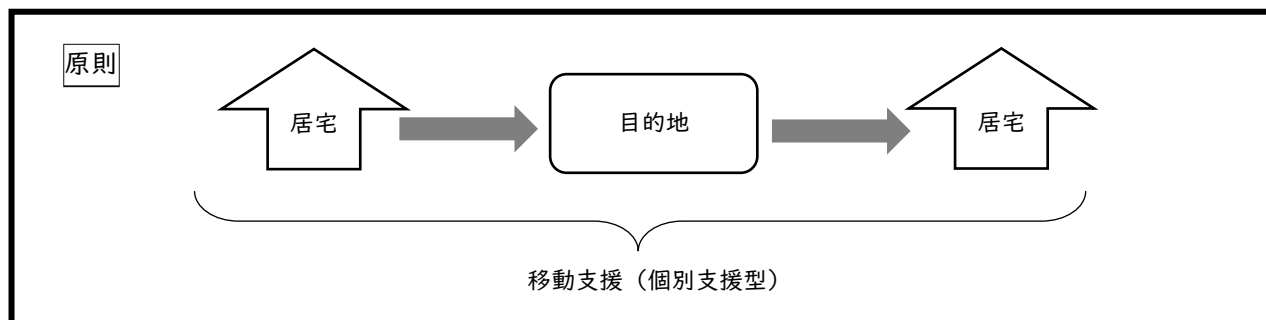 原則
居宅
目的地
居宅
移動支援（個別支援型）